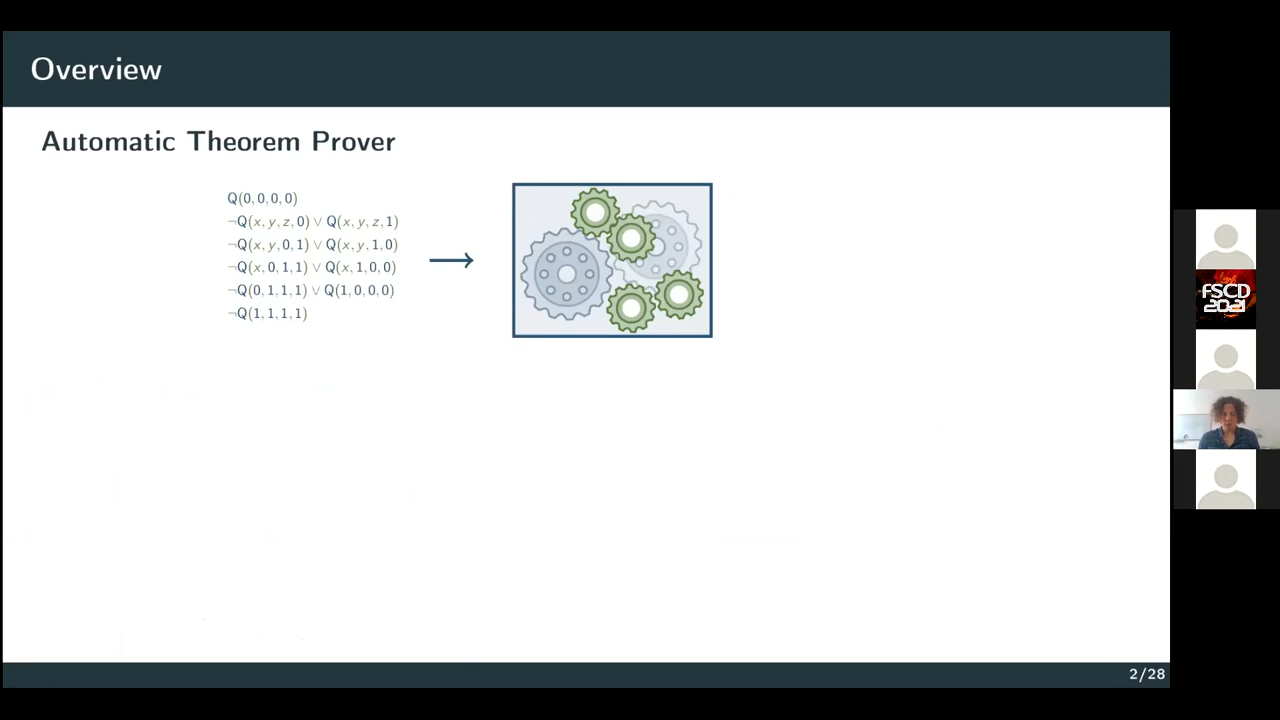 Overview
Automatic Theorem Prover
Q(0,0,0,0)
¬Q(x,y,z,0) ∨ Q(x,y,z,1)
¬Q(x,y,0,1) ∨ Q(x,y,1,0)
¬Q(x,0,1,1) ∨ Q(x,1,0,0)
¬Q(0,1,1,1) ∨ Q(1,0,0,0)
¬Q(1,1,1,1)
FSCD
2021
2/28